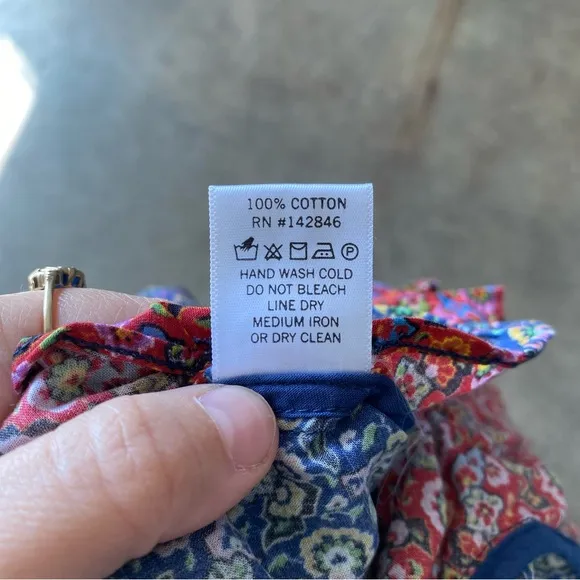 100% COTTON
RN #142846
P
HAND WASH COLD
DO NOT BLEACH
LINE DRY
MEDIUM IRON
OR DRY CLEAN